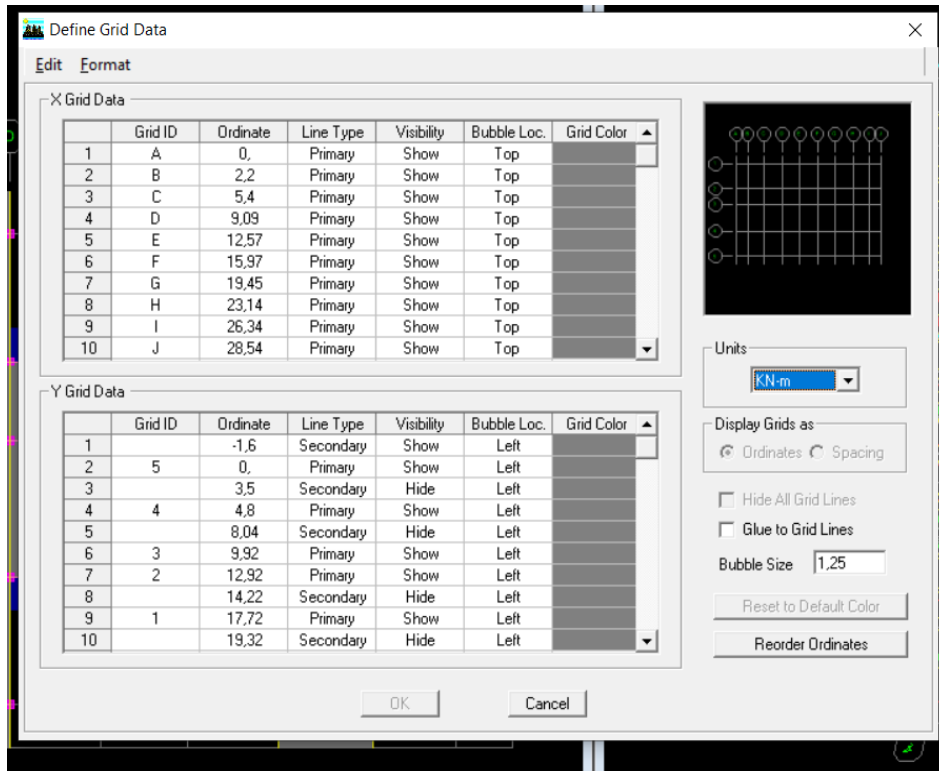 Define Grid Data
Edit Format
X Grid Data
Grid ID Ordinate Line Type Visibility Bubble Loc. Grid Color
1 A 0, Primary Show Top
2 B 2,2 Primary Show Top
3 C 5,4 Primary Show Top
4 D 9,09 Primary Show Top
5 E 12,57 Primary Show Top
6 F 15,97 Primary Show Top
7 G 19,45 Primary Show Top
8 H 23,14 Primary Show Top
9 I 26,34 Primary Show Top
10 J 28,54 Primary Show Top
Y Grid Data
Grid ID Ordinate Line Type Visibility Bubble Loc. Grid Color
1 -1,6 Secondary Show Left
2 5 0, Primary Show Left
3 3,5 Secondary Hide Left
4 4 4,8 Primary Show Left
5 8,04 Secondary Hide Left
6 3 9,92 Primary Show Left
7 2 12,92 Primary Show Left
8 14,22 Secondary Hide Left
9 1 17,72 Primary Show Left
10 19,32 Secondary Hide Left
Units
KN-m
Display Grids as
Ordinates Spacing
Hide All Grid Lines
Glue to Grid Lines
Bubble Size 1,25
Reset to Default Color
Reorder Ordinates
OK Cancel